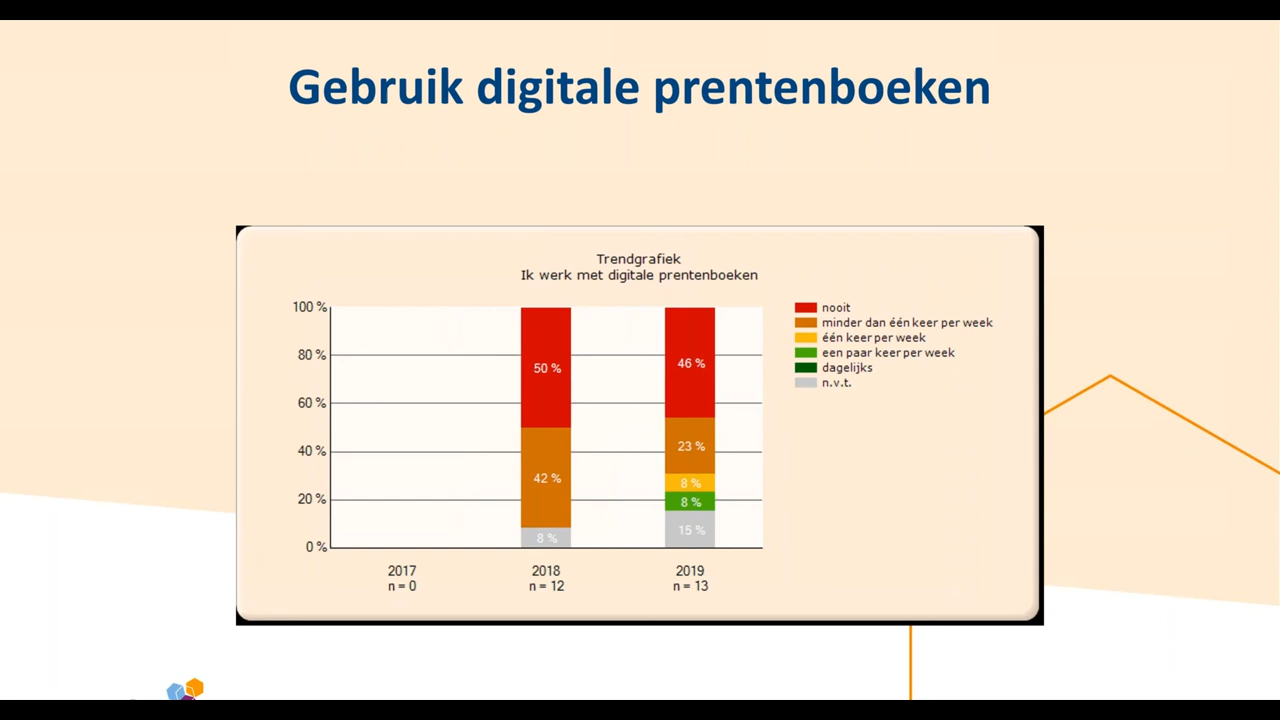 Gebruik digitale prentenboeken
Trendgrafiek
Ik werk met digitale prentenboeken
100 %
80 %
60 %
40 %
20 %
0 %
50 %
42 %
8 %
46 %
23 %
8 %
8 %
15 %
2017
n = 0
2018
n = 12
2019
n = 13
nooit
minder dan één keer per week
één keer per week
een paar keer per week
dagelijks
n.v.t.